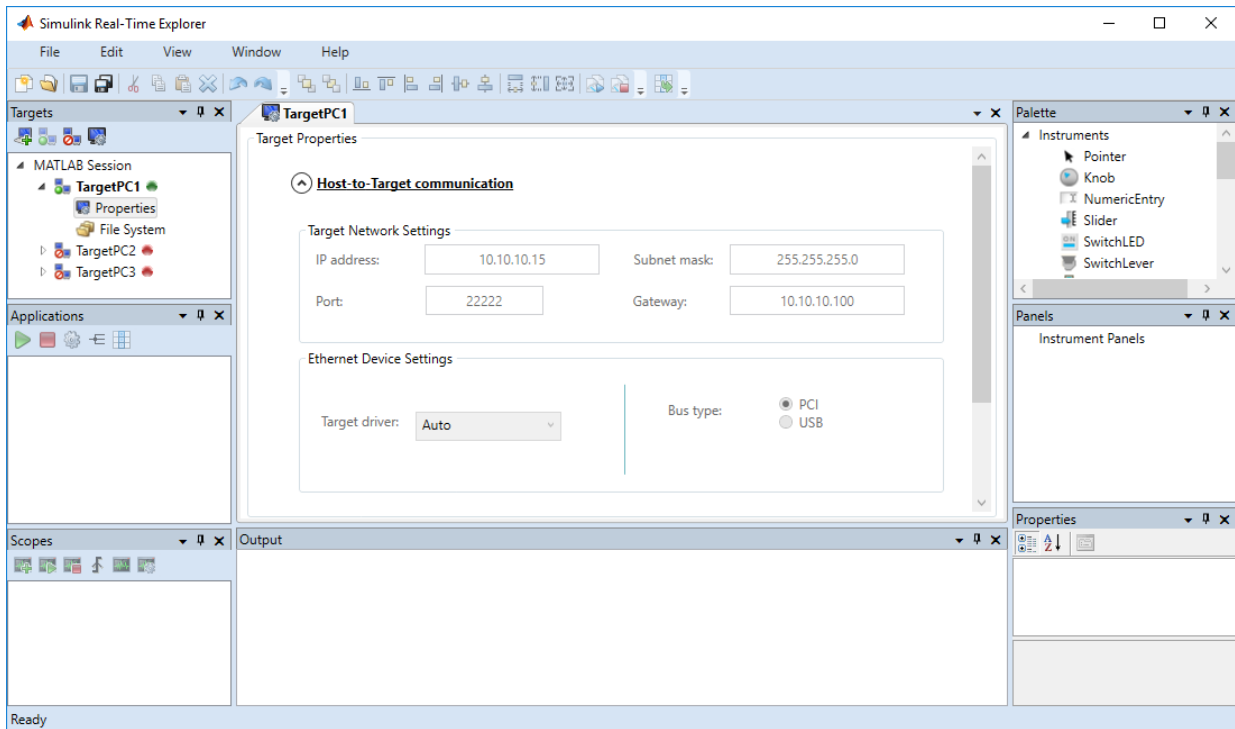 Simulink Real-Time Explorer
File Edit View Window Help
Targets
MATLAB Session
TargetPC1
Properties
File System
TargetPC2
TargetPC3
Applications
Scopes
TargetPC1
Target Properties
Host-to-Target communication
Target Network Settings
IP address: 10.10.10.15 Subnet mask: 255.255.255.0
Port: 22222 Gateway: 10.10.10.100
Ethernet Device Settings
Target driver: Auto Bus type: PCI
USB
Output
Palette
Instruments
Pointer
Knob
NumericEntry
Slider
SwitchLED
SwitchLever
Panels
Instrument Panels
Properties
Ready